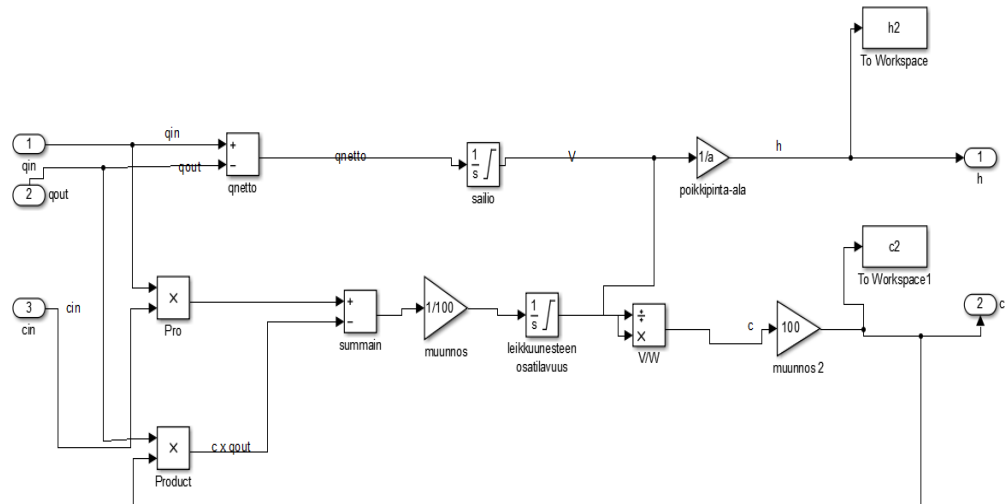 h2
To Workspace
1
qin
qin
qout
2
qout
+
−
qnetto
qnetto
1
s
sailio
V
1/a
poikkipinta-ala
h
1
h
c2
To Workspace1
3
cin
cin
×
Pro
+
−
summain
1/100
muunnos
1
s
leikkuunesteen
osatilavuus
÷
×
V/W
c
100
muunnos 2
2
c
×
Product
c x qout